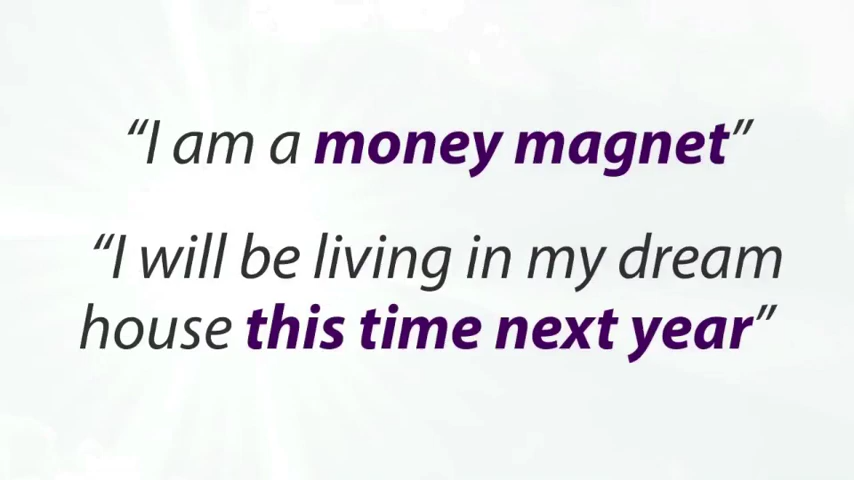 “I am a money magnet”
“I will be living in my dream
house this time next year”